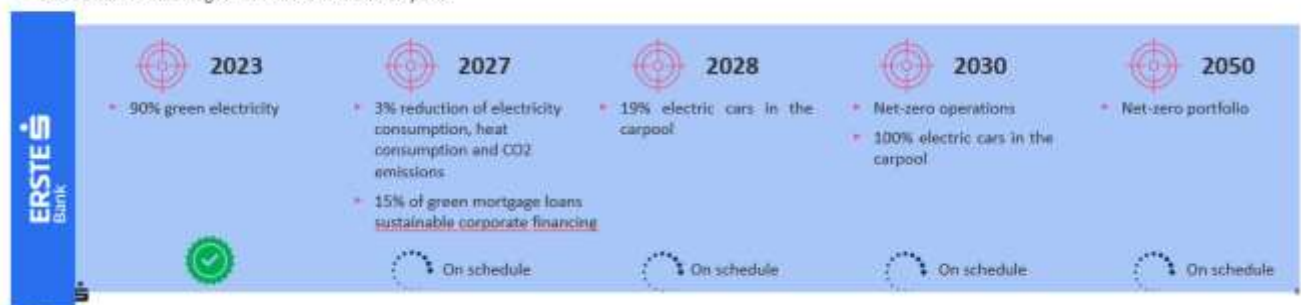 ERSTE
Bank
2023
90% green electricity
2027
3% reduction of electricity
consumption, heat
consumption and CO2
emissions
15% of green mortgage loans
sustainable corporate financing
On schedule
2028
19% electric cars in the
carpool
On schedule
2030
Net-zero operations
100% electric cars in the
carpool
On schedule
2050
Net-zero portfolio
On schedule